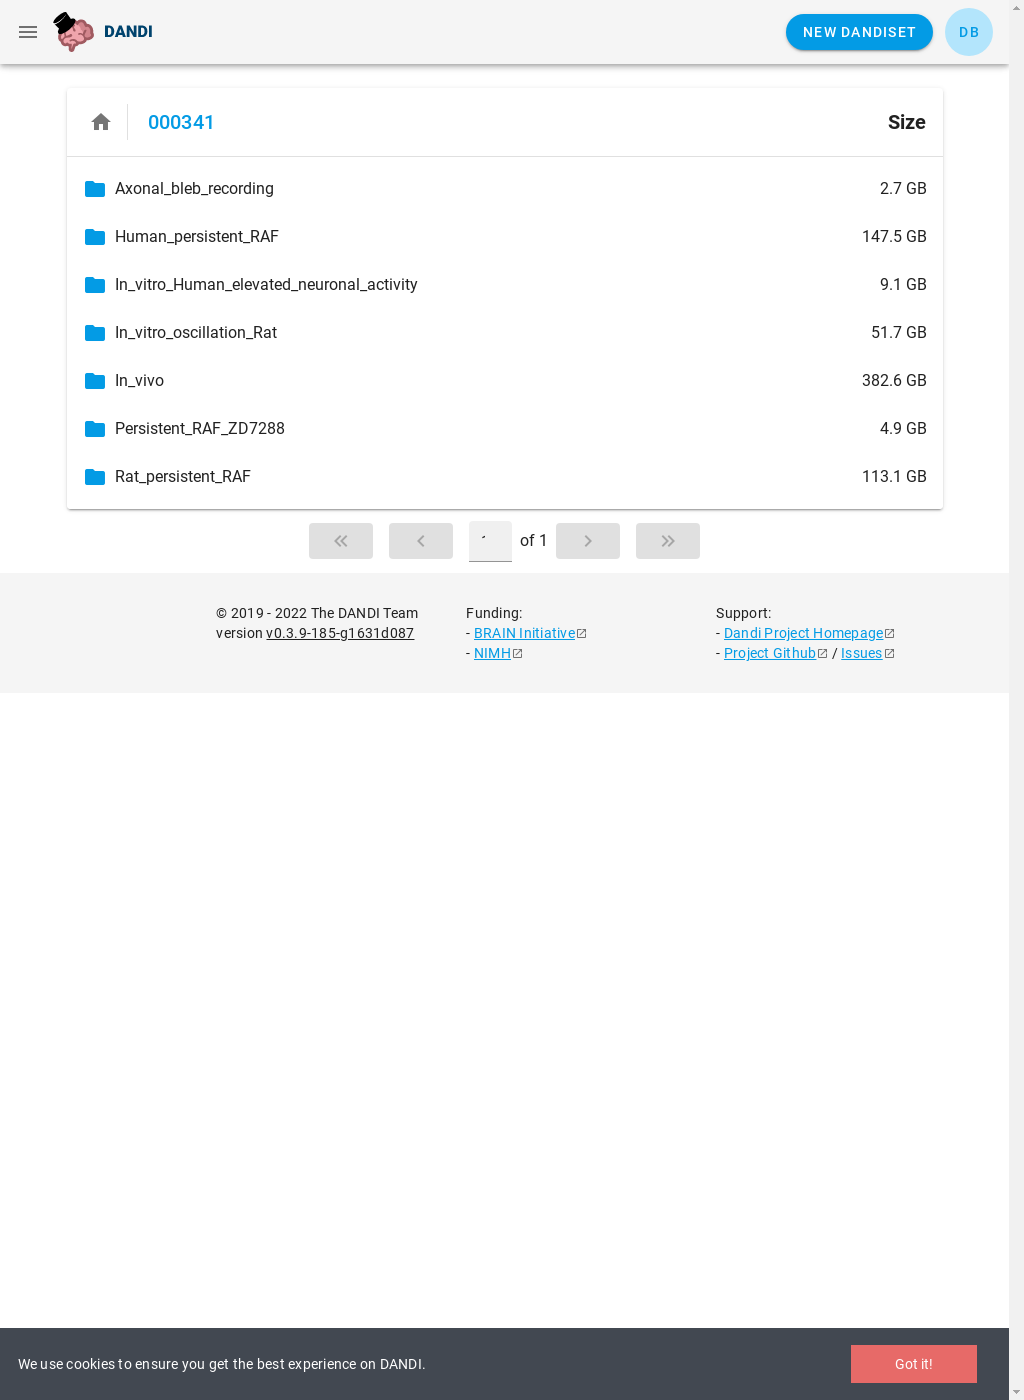 DANDI
NEW DANDISET
DB
000341
Size
Axonal_bleb_recording 2.7 GB
Human_persistent_RAF 147.5 GB
In_vitro_Human_elevated_neuronal_activity 9.1 GB
In_vitro_oscillation_Rat 51.7 GB
In_vivo 382.6 GB
Persistent_RAF_ZD7288 4.9 GB
Rat_persistent_RAF 113.1 GB
of 1
© 2019 - 2022 The DANDI Team
version v0.3.9-185-g1631d087
Funding:
- BRAIN Initiative
- NIMH
Support:
- Dandi Project Homepage
- Project Github / Issues
We use cookies to ensure you get the best experience on DANDI.
Got it!